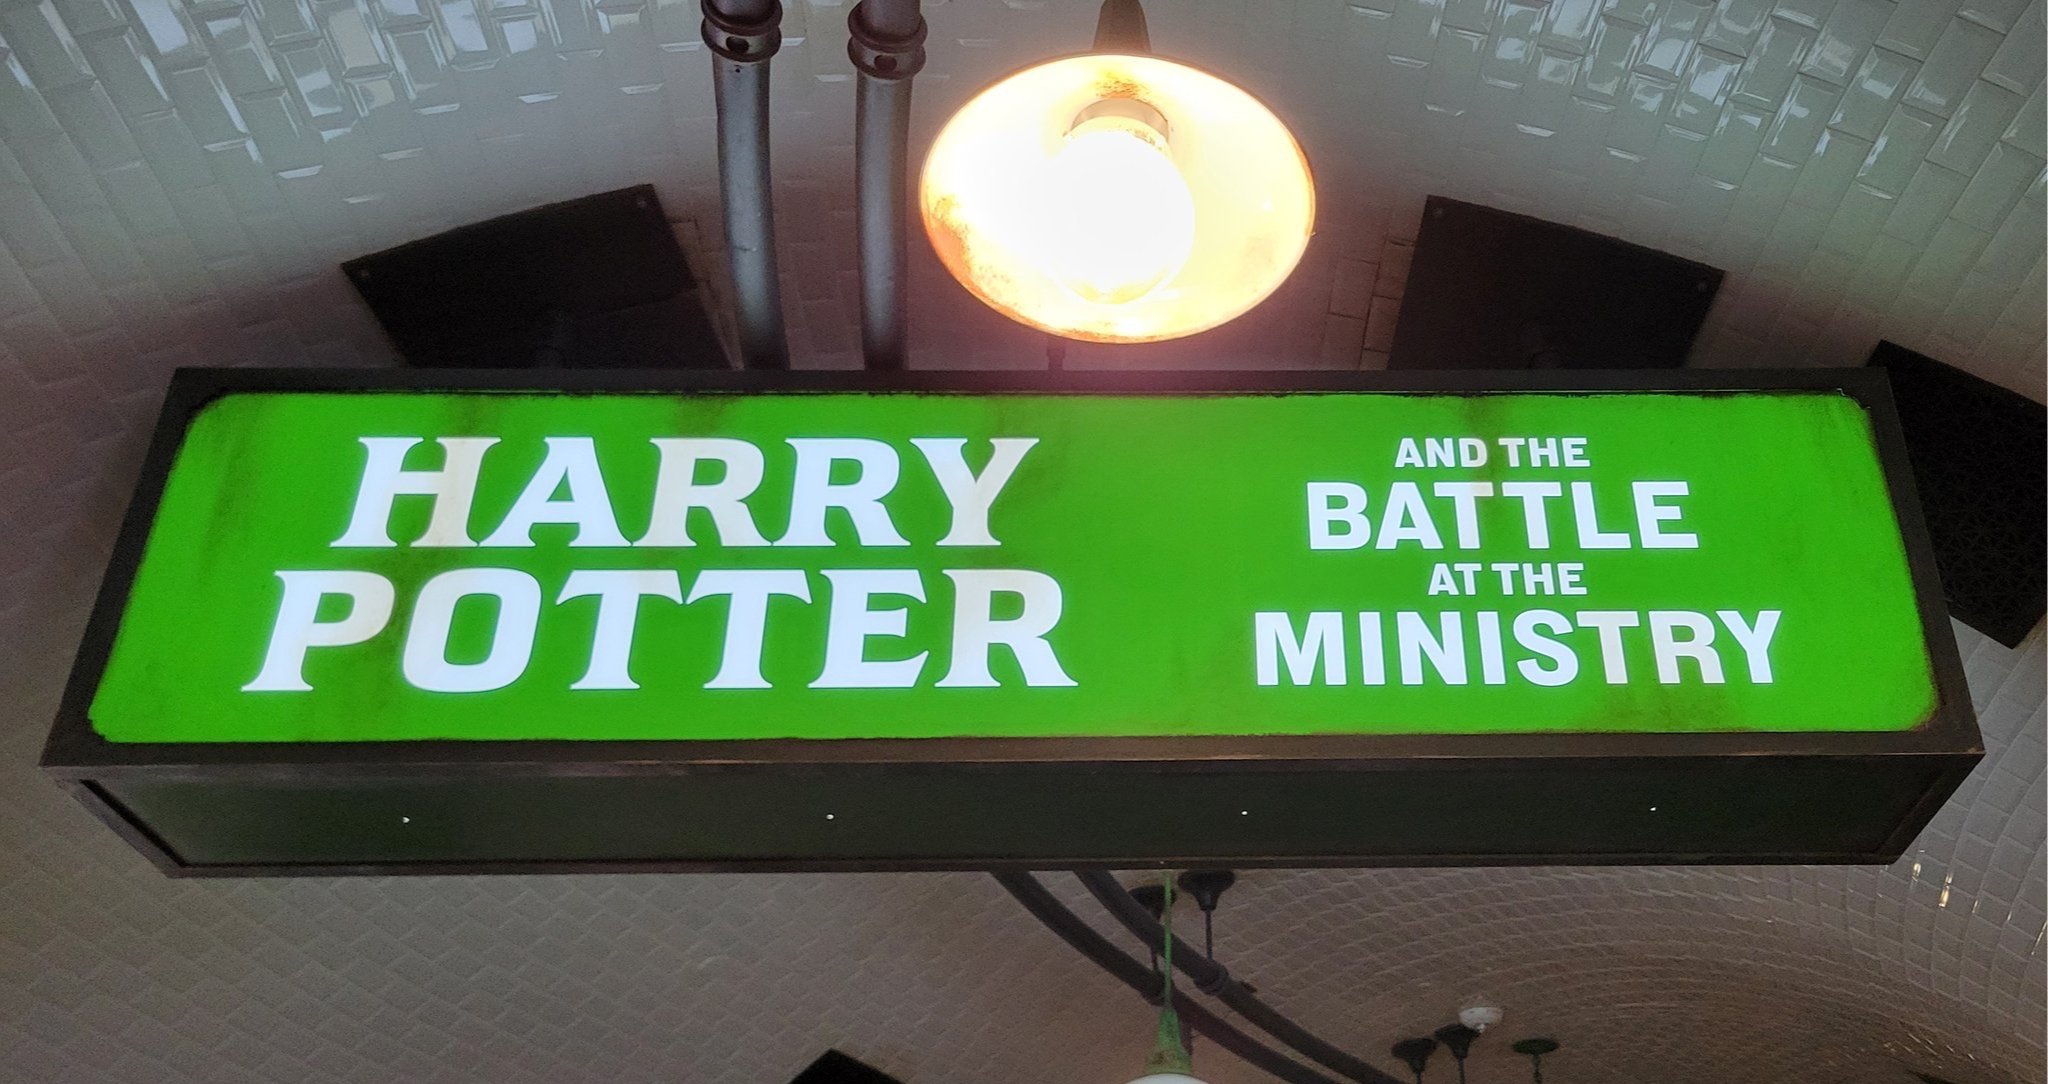 HARRY
POTTER
AND THE
BATTLE
AT THE
MINISTRY